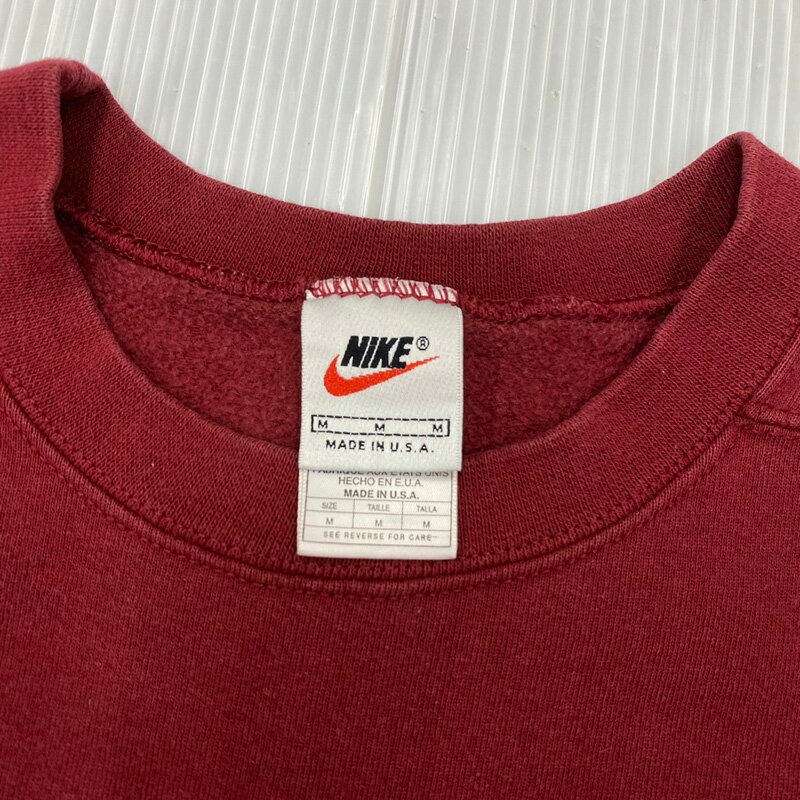 NIKE®
M M M
MADE IN U.S.A.
FABRIQUÉ AUX ÉTATS UNIS
HECHO EN E.U.A.
MADE IN U.S.A.
SIZE TAILLE TALLA
M M M
SEE REVERSE FOR CARE